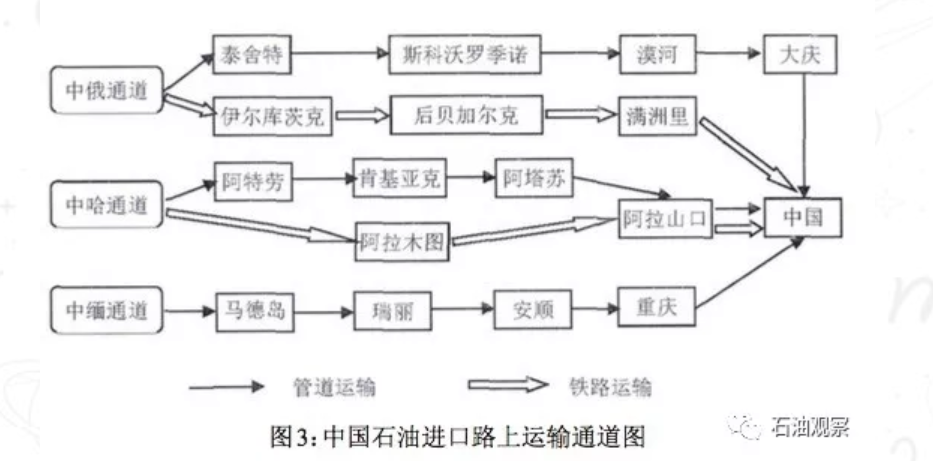 泰舍特
斯科沃罗季诺
漠河
大庆
中俄通道
伊尔库茨克
后贝加尔克
满洲里
阿特劳
肯基亚克
阿塔苏
中哈通道
阿拉山口
中国
阿拉木图
中缅通道
马德岛
瑞丽
安顺
重庆
管道运输
铁路运输
图3:中国石油进口路上运输通道图
石油观察